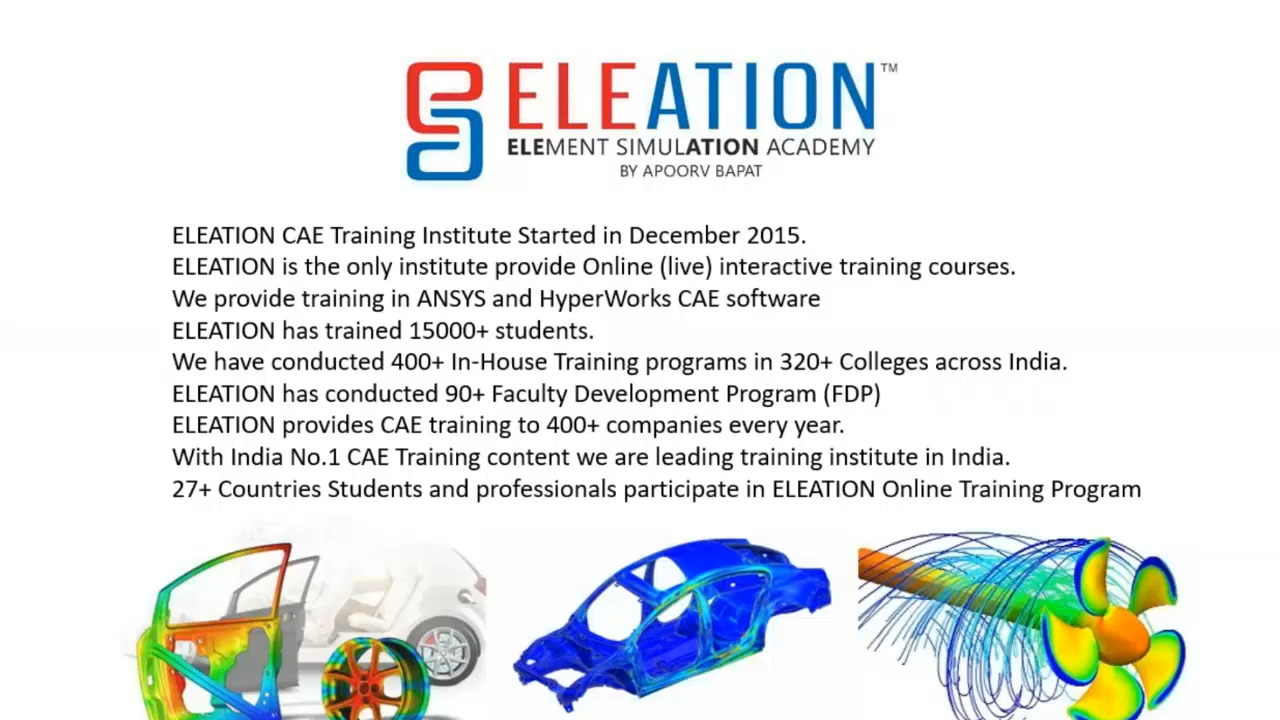 ELEATION™
ELEMENT SIMULATION ACADEMY
BY APOORV BAPAT
ELEATION CAE Training Institute Started in December 2015.
ELEATION is the only institute provide Online (live) interactive training courses.
We provide training in ANSYS and HyperWorks CAE software
ELEATION has trained 15000+ students.
We have conducted 400+ In-House Training programs in 320+ Colleges across India.
ELEATION has conducted 90+ Faculty Development Program (FDP)
ELEATION provides CAE training to 400+ companies every year.
With India No.1 CAE Training content we are leading training institute in India.
27+ Countries Students and professionals participate in ELEATION Online Training Program